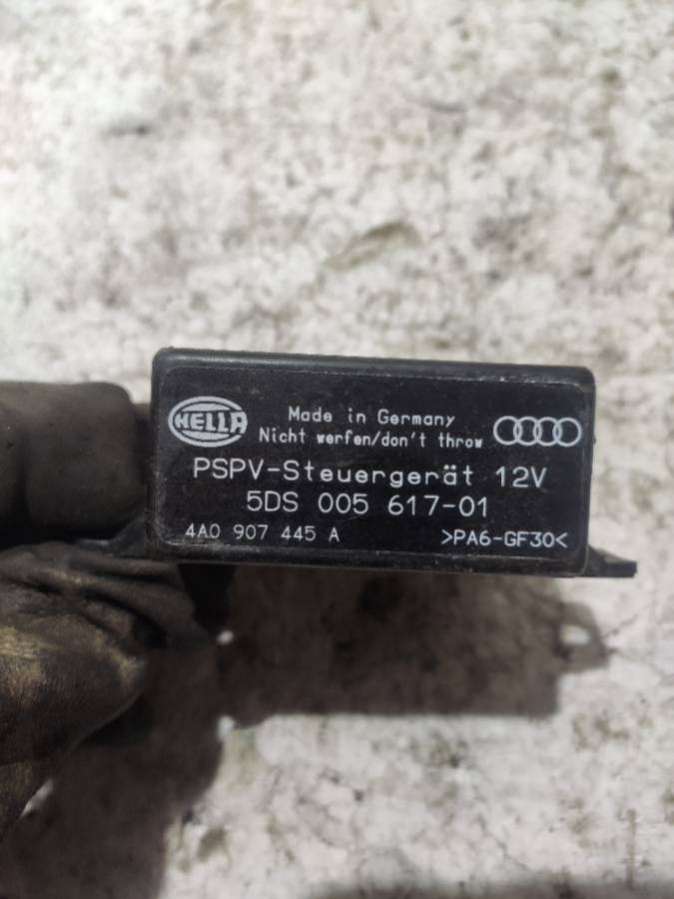 HELLA
Made in Germany
Nicht werfen/don't throw
PSPV-Steuergerät 12V
5DS 005 617-01
4A0 907 445 A >PA6-GF30<